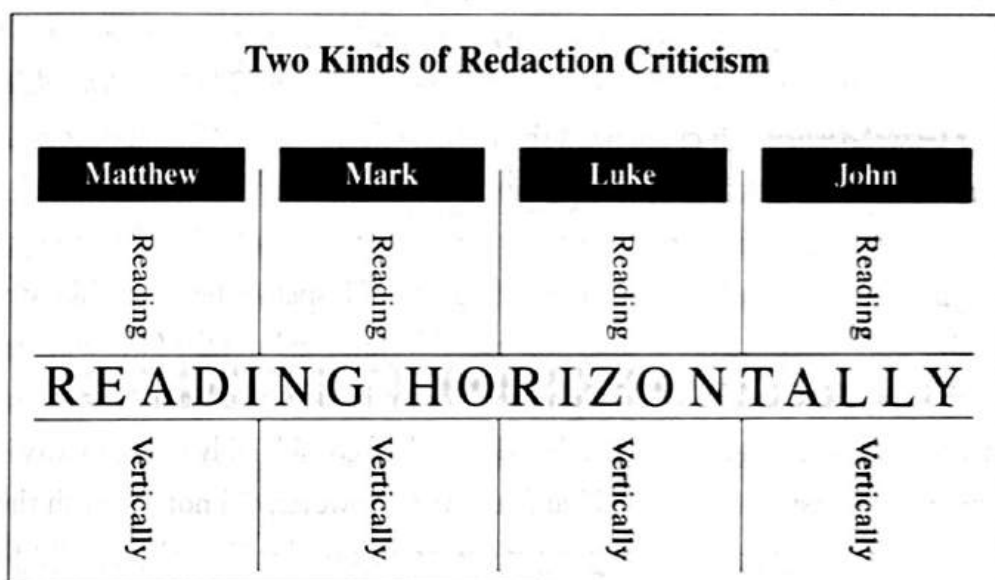 Two Kinds of Redaction Criticism
Matthew Mark Luke John
Reading Reading Reading Reading
READING HORIZONTALLY
Vertically Vertically Vertically Vertically